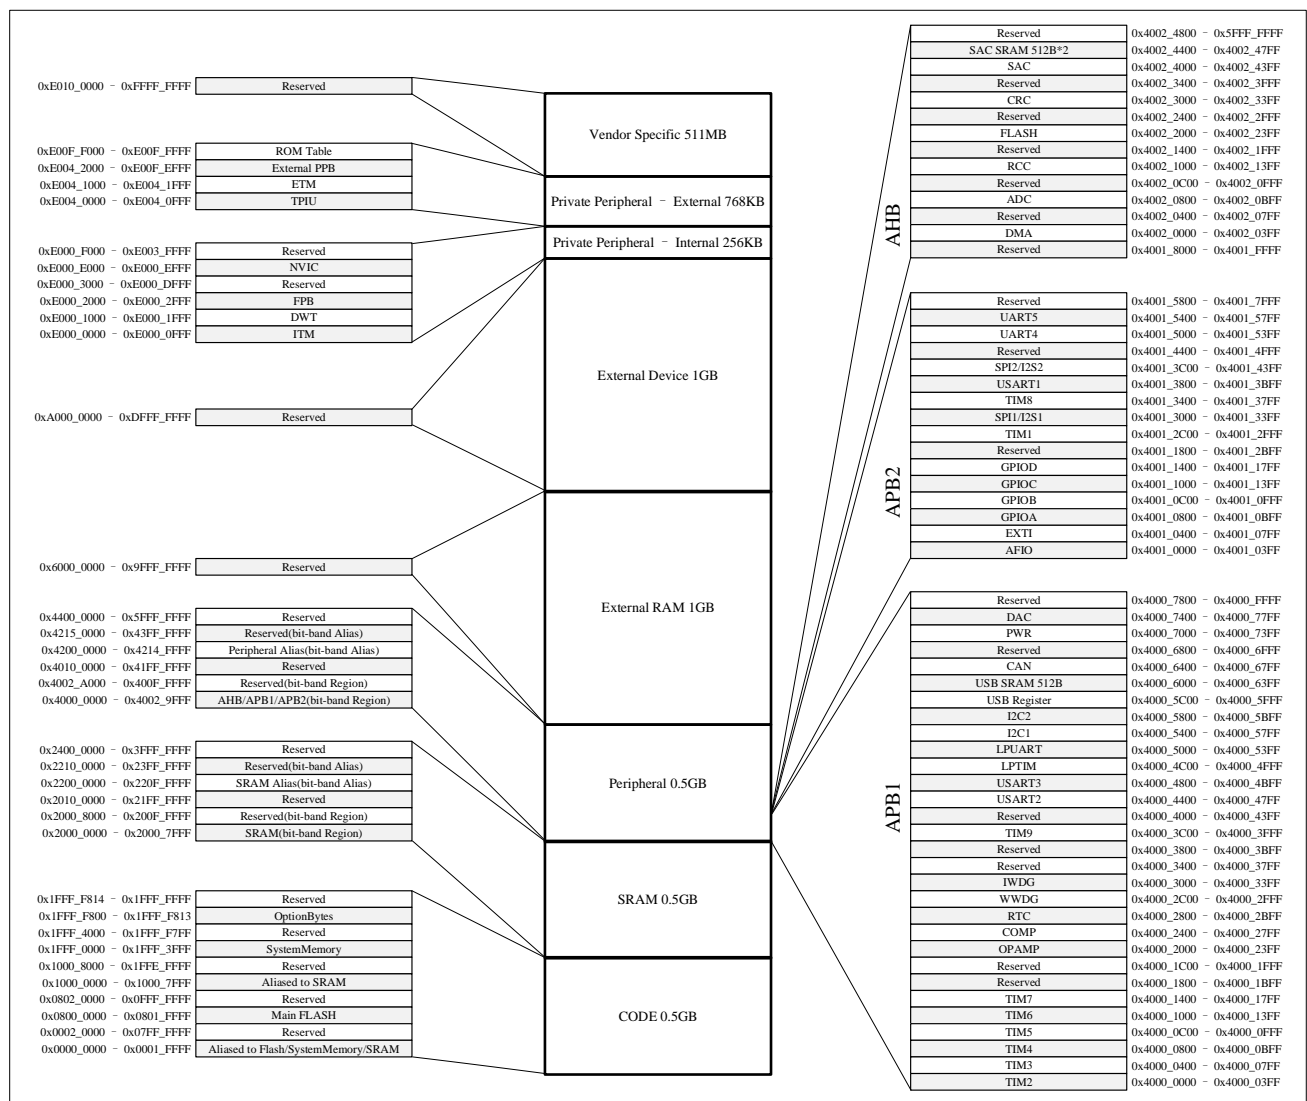 0xE010_0000 - 0xFFFF_FFFF Reserved
0xE00F_F000 - 0xE00F_FFFF ROM Table
0xE004_2000 - 0xE00F_EFFF External PPB
0xE004_1000 - 0xE004_1FFF ETM
0xE004_0000 - 0xE004_0FFF TPIU
0xE000_F000 - 0xE003_FFFF Reserved
0xE000_E000 - 0xE000_EFFF NVIC
0xE000_3000 - 0xE000_DFFF Reserved
0xE000_2000 - 0xE000_2FFF FPB
0xE000_1000 - 0xE000_1FFF DWT
0xE000_0000 - 0xE000_0FFF ITM
0xA000_0000 - 0xDFFF_FFFF Reserved
0x6000_0000 - 0x9FFF_FFFF Reserved
0x4400_0000 - 0x5FFF_FFFF Reserved
0x4215_0000 - 0x43FF_FFFF Reserved(bit-band Alias)
0x4200_0000 - 0x4214_FFFF Peripheral Alias(bit-band Alias)
0x4010_0000 - 0x41FF_FFFF Reserved
0x4002_A000 - 0x400F_FFFF Reserved(bit-band Region)
0x4000_0000 - 0x4002_9FFF AHB/APB1/APB2(bit-band Region)
0x2400_0000 - 0x3FFF_FFFF Reserved
0x2210_0000 - 0x23FF_FFFF Reserved(bit-band Alias)
0x2200_0000 - 0x220F_FFFF SRAM Alias(bit-band Alias)
0x2010_0000 - 0x21FF_FFFF Reserved
0x2000_8000 - 0x200F_FFFF Reserved(bit-band Region)
0x2000_0000 - 0x2000_7FFF SRAM(bit-band Region)
0x1FFF_F814 - 0x1FFF_FFFF Reserved
0x1FFF_F800 - 0x1FFF_F813 OptionBytes
0x1FFF_4000 - 0x1FFF_F7FF Reserved
0x1FFF_0000 - 0x1FFF_3FFF SystemMemory
0x1000_8000 - 0x1FFE_FFFF Reserved
0x1000_0000 - 0x1000_7FFF Aliased to SRAM
0x0802_0000 - 0x0FFF_FFFF Reserved
0x0800_0000 - 0x0801_FFFF Main FLASH
0x0002_0000 - 0x07FF_FFFF Reserved
0x0000_0000 - 0x0001_FFFF Aliased to Flash/SystemMemory/SRAM
Vendor Specific 511MB
Private Peripheral - External 768KB
Private Peripheral - Internal 256KB
External Device 1GB
External RAM 1GB
Peripheral 0.5GB
SRAM 0.5GB
CODE 0.5GB
AHB
Reserved 0x4002_4800 - 0x5FFF_FFFF
SAC SRAM 512B*2 0x4002_4400 - 0x4002_47FF
SAC 0x4002_4000 - 0x4002_43FF
Reserved 0x4002_3400 - 0x4002_3FFF
CRC 0x4002_3000 - 0x4002_33FF
Reserved 0x4002_2400 - 0x4002_2FFF
FLASH 0x4002_2000 - 0x4002_23FF
Reserved 0x4002_1400 - 0x4002_1FFF
RCC 0x4002_1000 - 0x4002_13FF
Reserved 0x4002_0C00 - 0x4002_0FFF
ADC 0x4002_0800 - 0x4002_0BFF
Reserved 0x4002_0400 - 0x4002_07FF
DMA 0x4002_0000 - 0x4002_03FF
Reserved 0x4001_8000 - 0x4001_FFFF
APB2
Reserved 0x4001_5800 - 0x4001_7FFF
UART5 0x4001_5400 - 0x4001_57FF
UART4 0x4001_5000 - 0x4001_53FF
Reserved 0x4001_4400 - 0x4001_4FFF
SPI2/I2S2 0x4001_3C00 - 0x4001_43FF
USART1 0x4001_3800 - 0x4001_3BFF
TIM8 0x4001_3400 - 0x4001_37FF
SPI1/I2S1 0x4001_3000 - 0x4001_33FF
TIM1 0x4001_2C00 - 0x4001_2FFF
Reserved 0x4001_1800 - 0x4001_2BFF
GPIOD 0x4001_1400 - 0x4001_17FF
GPIOC 0x4001_1000 - 0x4001_13FF
GPIOB 0x4001_0C00 - 0x4001_0FFF
GPIOA 0x4001_0800 - 0x4001_0BFF
EXTI 0x4001_0400 - 0x4001_07FF
AFIO 0x4001_0000 - 0x4001_03FF
APB1
Reserved 0x4000_7800 - 0x4000_FFFF
DAC 0x4000_7400 - 0x4000_77FF
PWR 0x4000_7000 - 0x4000_73FF
Reserved 0x4000_6800 - 0x4000_6FFF
CAN 0x4000_6400 - 0x4000_67FF
USB SRAM 512B 0x4000_6000 - 0x4000_63FF
USB Register 0x4000_5C00 - 0x4000_5FFF
I2C2 0x4000_5800 - 0x4000_5BFF
I2C1 0x4000_5400 - 0x4000_57FF
LPUART 0x4000_5000 - 0x4000_53FF
LPTIM 0x4000_4C00 - 0x4000_4FFF
USART3 0x4000_4800 - 0x4000_4BFF
USART2 0x4000_4400 - 0x4000_47FF
Reserved 0x4000_4000 - 0x4000_43FF
TIM9 0x4000_3C00 - 0x4000_3FFF
Reserved 0x4000_3800 - 0x4000_3BFF
Reserved 0x4000_3400 - 0x4000_37FF
IWDG 0x4000_3000 - 0x4000_33FF
WWDG 0x4000_2C00 - 0x4000_2FFF
RTC 0x4000_2800 - 0x4000_2BFF
COMP 0x4000_2400 - 0x4000_27FF
OPAMP 0x4000_2000 - 0x4000_23FF
Reserved 0x4000_1C00 - 0x4000_1FFF
Reserved 0x4000_1800 - 0x4000_1BFF
TIM7 0x4000_1400 - 0x4000_17FF
TIM6 0x4000_1000 - 0x4000_13FF
TIM5 0x4000_0C00 - 0x4000_0FFF
TIM4 0x4000_0800 - 0x4000_0BFF
TIM3 0x4000_0400 - 0x4000_07FF
TIM2 0x4000_0000 - 0x4000_03FF